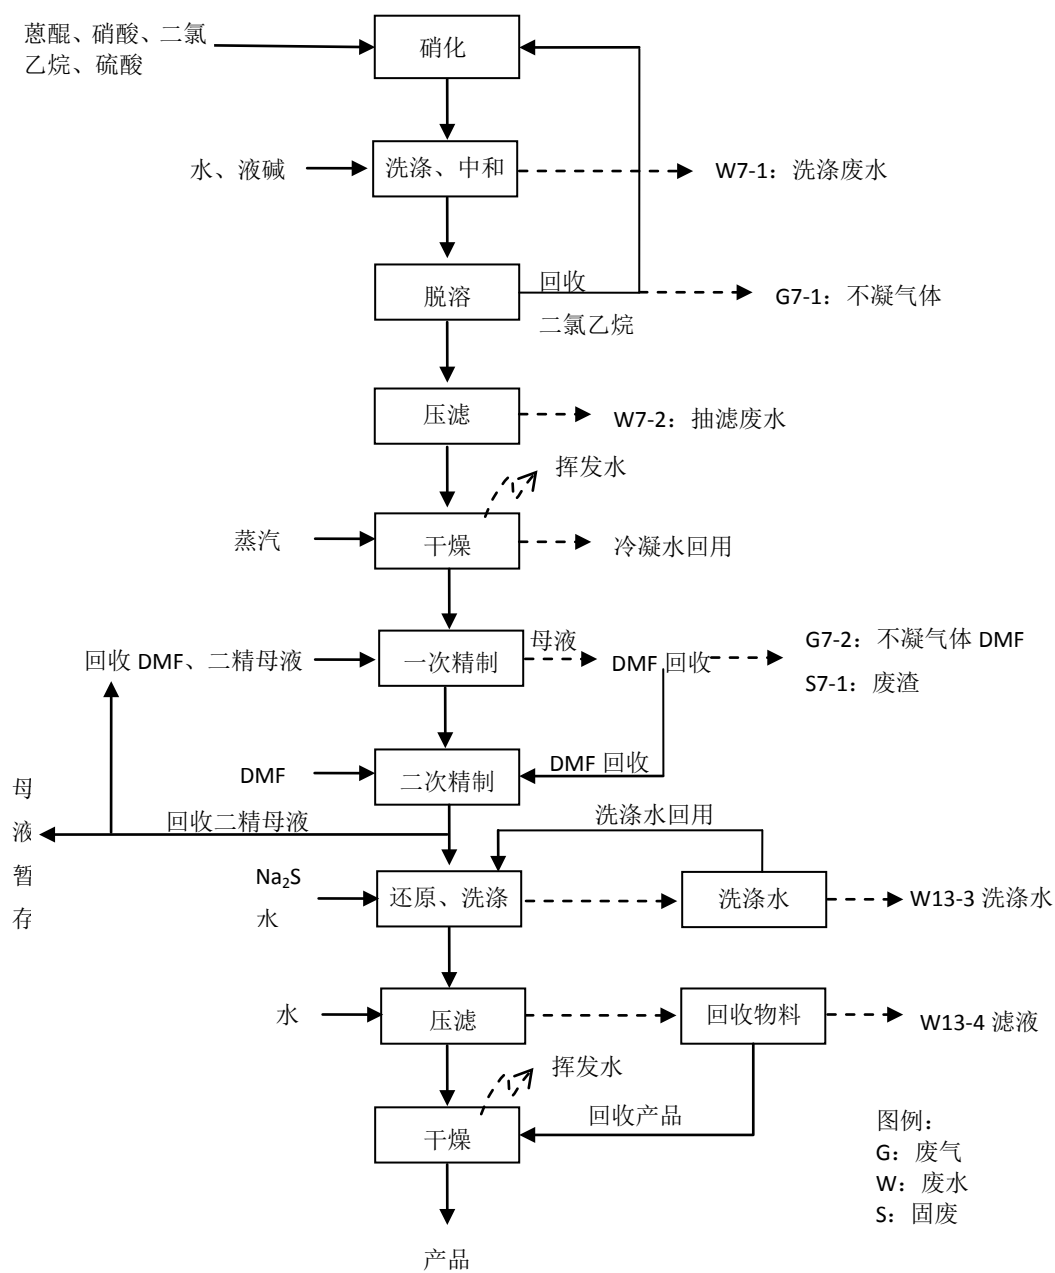 蒽醌、硝酸、二氯
乙烷、硫酸
硝化
水、液碱
洗涤、中和
W7-1：洗涤废水
脱溶
回收
二氯乙烷
G7-1：不凝气体
压滤
W7-2：抽滤废水
挥发水
蒸汽
干燥
冷凝水回用
回收 DMF、二精母液
一次精制
母液
DMF 回收
G7-2：不凝气体 DMF
S7-1：废渣
DMF
二次精制
DMF 回收
母
液
暂
存
回收二精母液
洗涤水回用
Na₂S
水
还原、洗涤
洗涤水
W13-3 洗涤水
水
压滤
回收物料
W13-4 滤液
挥发水
干燥
回收产品
产品
图例：
G：废气
W：废水
S：固废